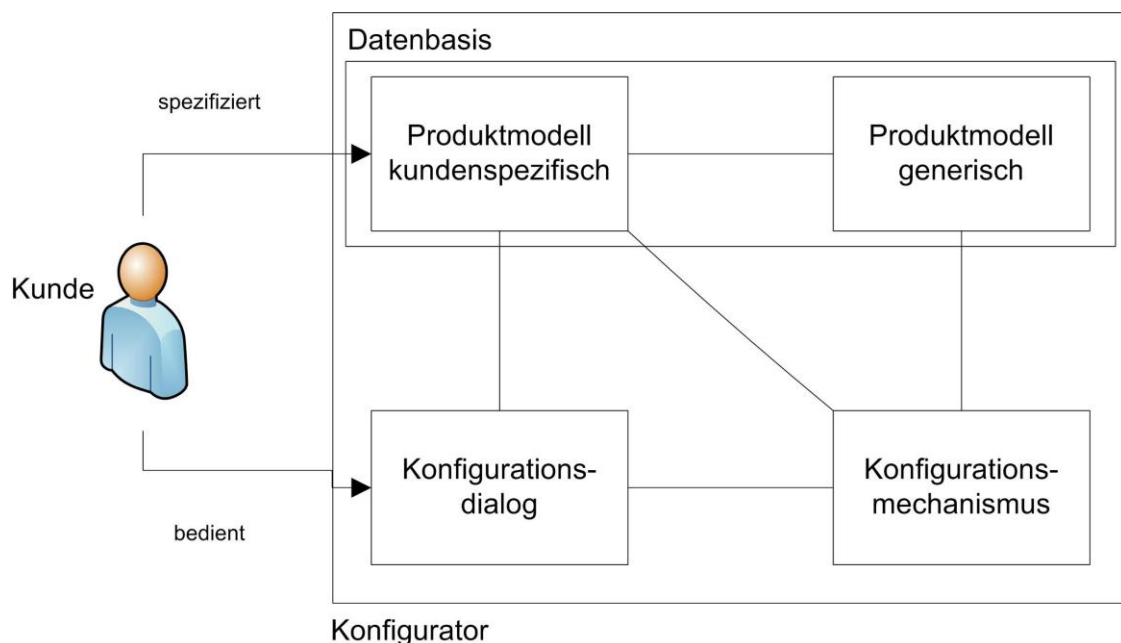 Datenbasis
spezifiziert
Produktmodell
kundenspezifisch
Produktmodell
generisch
Kunde
Konfigurations-
dialog
Konfigurations-
mechanismus
bedient
Konfigurator